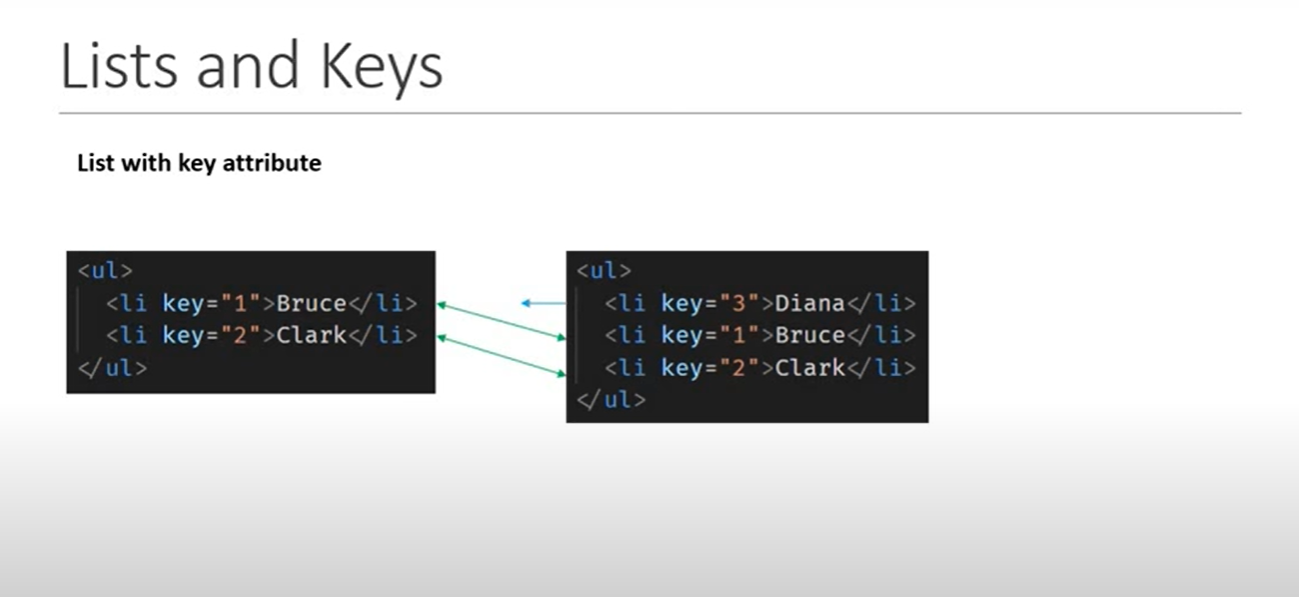 Lists and Keys
List with key attribute
<ul>
<li key="1">Bruce</li>
<li key="2">Clark</li>
</ul>
<ul>
<li key="3">Diana</li>
<li key="1">Bruce</li>
<li key="2">Clark</li>
</ul>